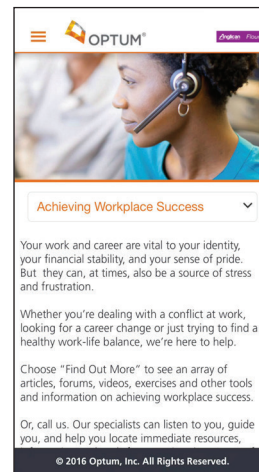 OPTUM®
Anglican
Achieving Workplace Success
Your work and career are vital to your identity,
your financial stability, and your sense of pride.
But they can, at times, also be a source of stress
and frustration.
Whether you're dealing with a conflict at work,
looking for a career change or just trying to find a
healthy work-life balance, we're here to help.
Choose "Find Out More" to see an array of
articles, forums, videos, exercises and other tools
and information on achieving workplace success.
Or, call us. Our specialists can listen to you, guide
you, and help you locate immediate resources,
© 2016 Optum, Inc. All Rights Reserved.